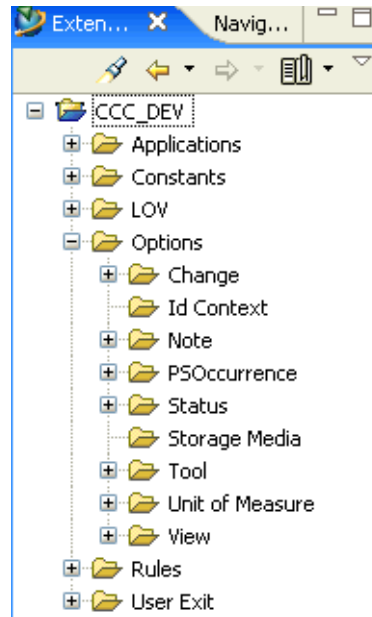 Exten... Navig...
CCC_DEV
Applications
Constants
LOV
Options
Change
Id Context
Note
PSOccurrence
Status
Storage Media
Tool
Unit of Measure
View
Rules
User Exit